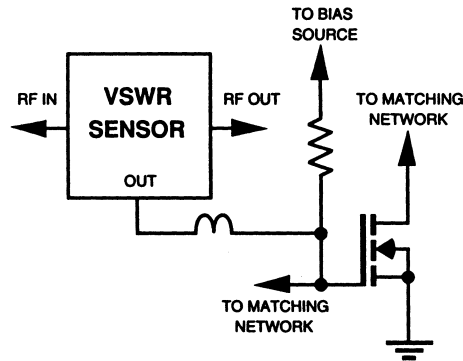 TO BIAS
SOURCE
VSWR
SENSOR
RF IN
RF OUT
OUT
TO MATCHING
NETWORK
TO MATCHING
NETWORK